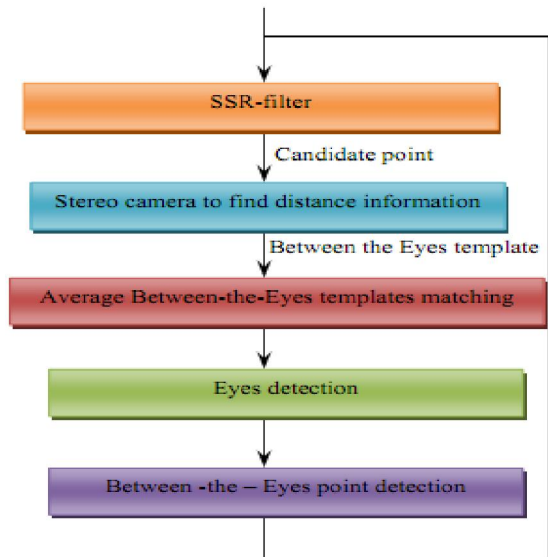 SSR-filter
Candidate point
Stereo camera to find distance information
Between the Eyes template
Average Between-the-Eyes templates matching
Eyes detection
Between -the – Eyes point detection